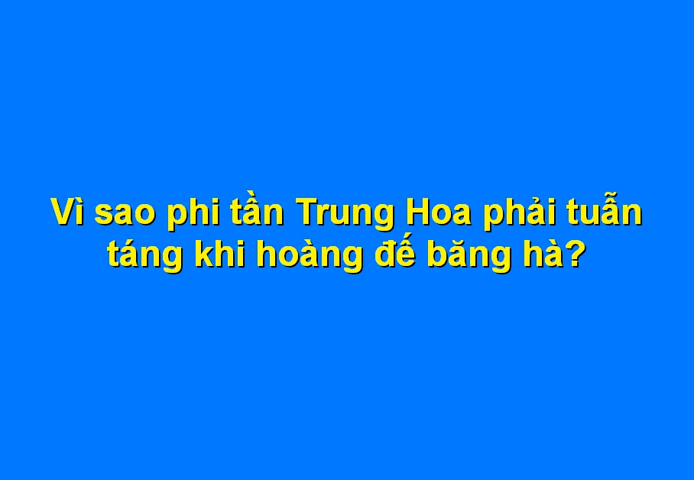 Vì sao phi tần Trung Hoa phải tuẫn
táng khi hoàng đế băng hà?